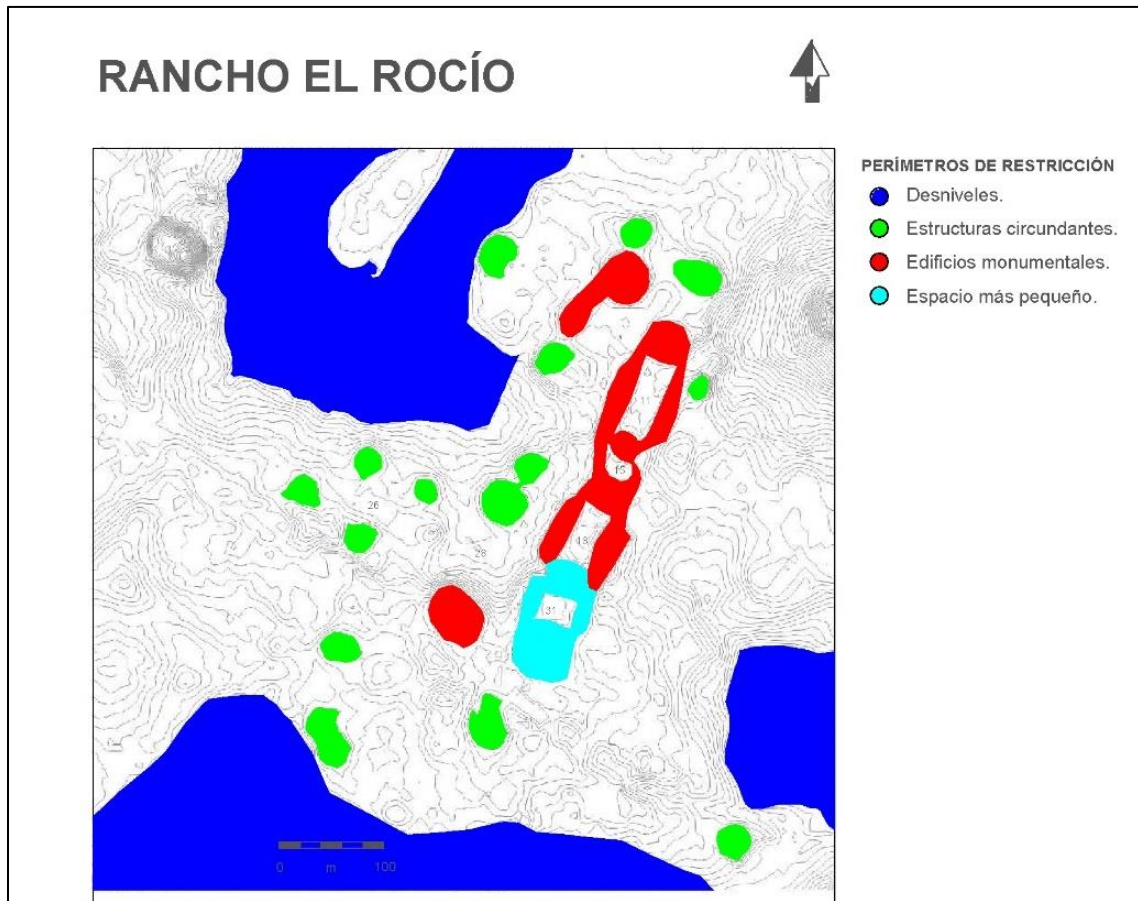 RANCHO EL ROCÍO
PERÍMETROS DE RESTRICCIÓN
Desniveles.
Estructuras circundantes.
Edificios monumentales.
Espacio más pequeño.
11
15
26
18
28
31
0 m 100